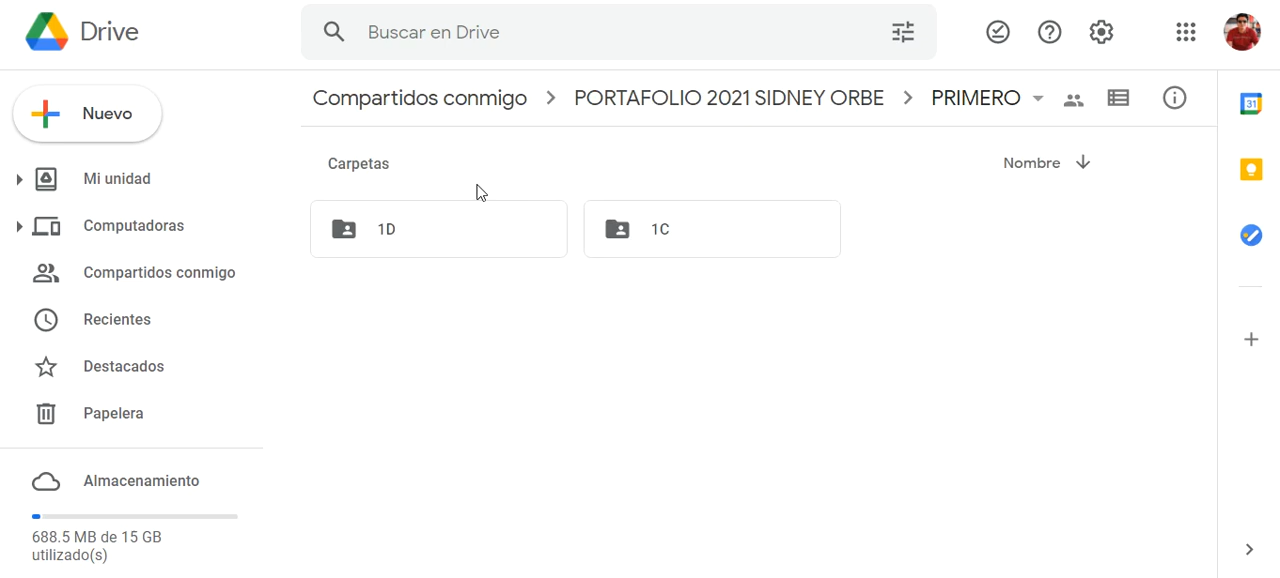 Drive
Buscar en Drive
Nuevo
Compartidos conmigo > PORTAFOLIO 2021 SIDNEY ORBE > PRIMERO
31
Mi unidad
Computadoras
Compartidos conmigo
Recientes
Destacados
Papelera
Almacenamiento
688.5 MB de 15 GB
utilizado(s)
Carpetas
Nombre
1D
1C